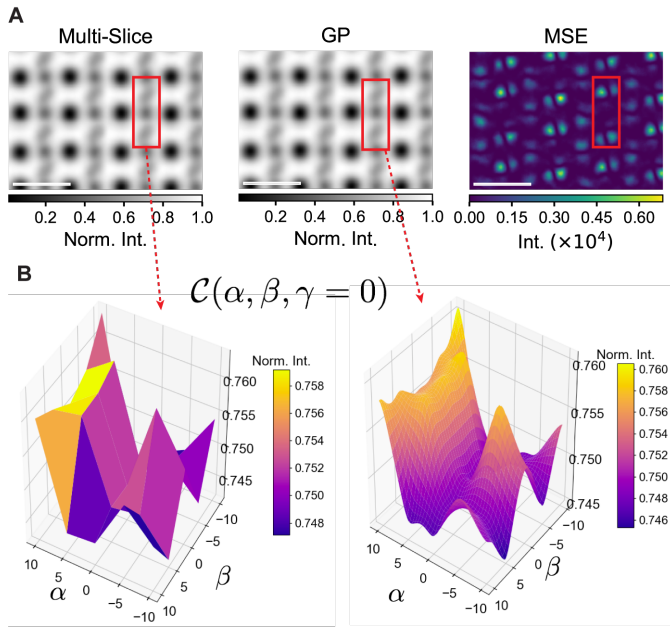 A
Multi-Slice GP MSE
0.2 0.4 0.6 0.8 1.0 0.2 0.4 0.6 0.8 1.0 0.00 0.15 0.45 0.60
Norm. Int. Norm. Int. Int. (×10⁴)
B
𝒞(α, β, γ = 0)
Norm. Int. Norm. Int.
0.760
0.755
0.750
0.745
0.758
0.756
0.754
0.752
0.750
0.748
10 5 0 −5 −10
α
−10 −5 0 5 10
β
0.760
0.755
0.750
0.745
0.760
0.758
0.756
0.754
0.752
0.750
0.748
0.746
10 5 0 −5 −10
α
−10 −5 0 5 10
β